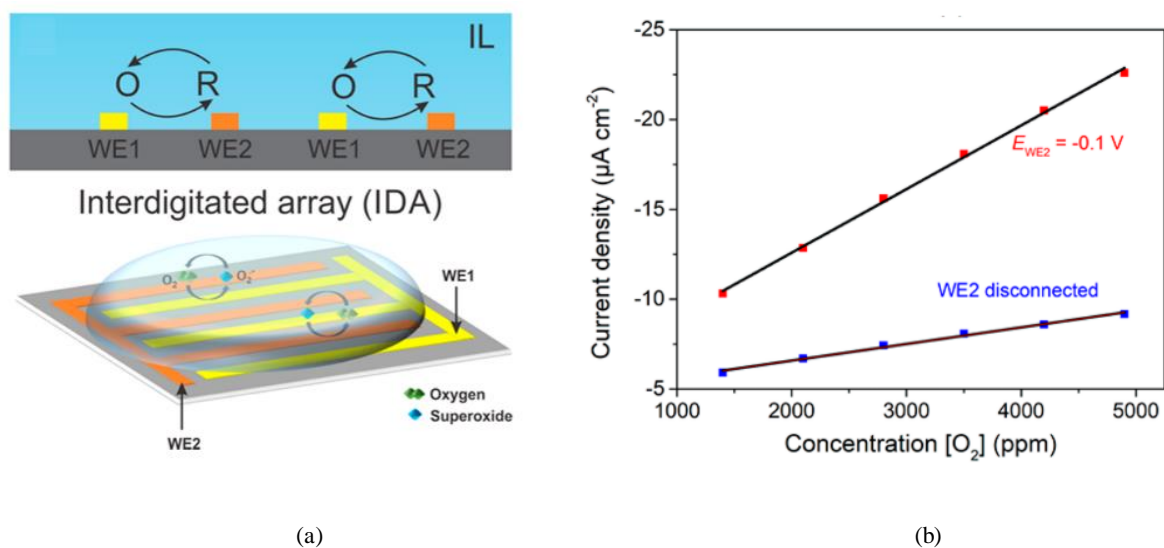 IL
O R O R
WE1 WE2 WE1 WE2
Interdigitated array (IDA)
O₂ O₂•⁻
WE1
Oxygen
Superoxide
WE2
(a)
Current density (µA cm⁻²)
-25
-20
-15
-10
-5
E_WE2 = -0.1 V
WE2 disconnected
1000 2000 3000 4000 5000
Concentration [O₂] (ppm)
(b)